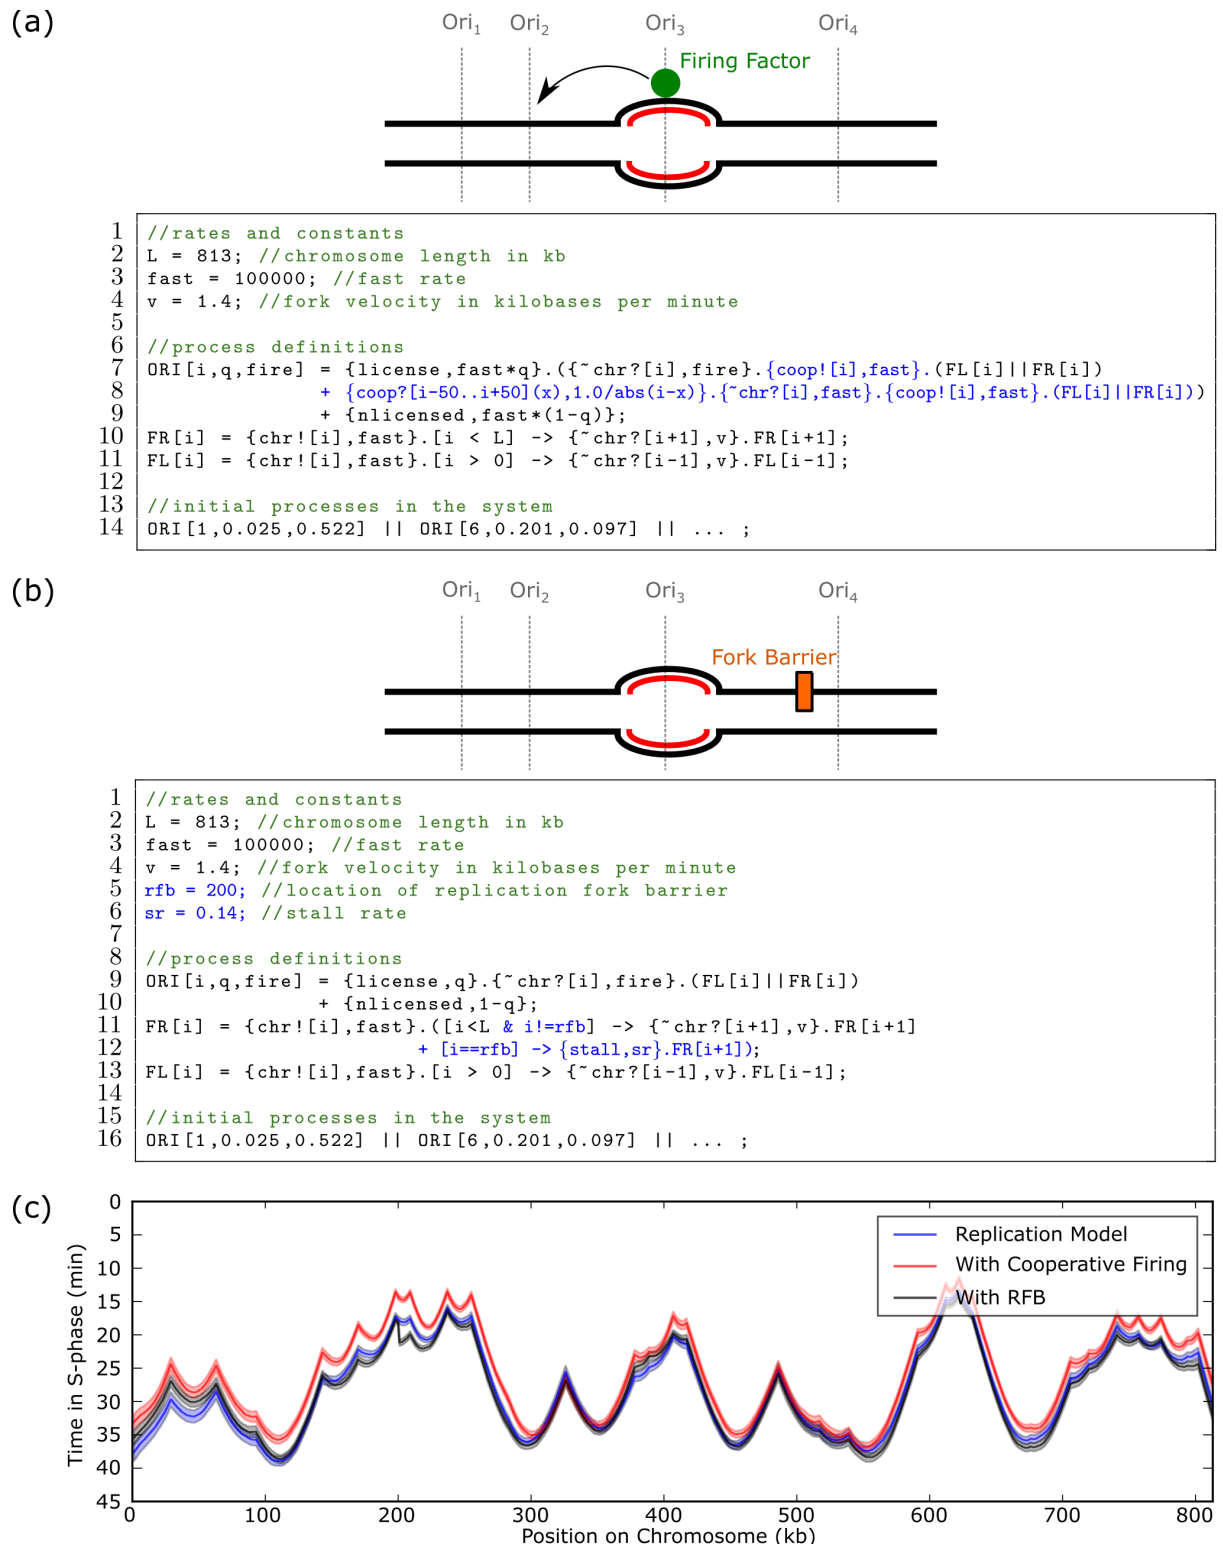 (a)
Ori1 Ori2 Ori3 Ori4
Firing Factor
1 //rates and constants
2 L = 813; //chromosome length in kb
3 fast = 100000; //fast rate
4 v = 1.4; //fork velocity in kilobases per minute
5
6 //process definitions
7 ORI[i,q,fire] = {license,fast*q}.({~chr?[i],fire}.{coop![i],fast}.(FL[i]||FR[i])
8 + {coop?[i-50..i+50](x),1.0/abs(i-x)}.{~chr?[i],fast}.{coop![i],fast}.(FL[i]||FR[i]))
9 + {nlicensed,fast*(1-q)};
10 FR[i] = {chr![i],fast}.[i < L] -> {~chr?[i+1],v}.FR[i+1];
11 FL[i] = {chr![i],fast}.[i > 0] -> {~chr?[i-1],v}.FL[i-1];
12
13 //initial processes in the system
14 ORI[1,0.025,0.522] || ORI[6,0.201,0.097] || ... ;
(b)
Ori1 Ori2 Ori3 Ori4
Fork Barrier
1 //rates and constants
2 L = 813; //chromosome length in kb
3 fast = 100000; //fast rate
4 v = 1.4; //fork velocity in kilobases per minute
5 rfb = 200; //location of replication fork barrier
6 sr = 0.14; //stall rate
7
8 //process definitions
9 ORI[i,q,fire] = {license,q}.{~chr?[i],fire}.(FL[i]||FR[i])
10 + {nlicensed,1-q};
11 FR[i] = {chr![i],fast}.([i<L & i!=rfb] -> {~chr?[i+1],v}.FR[i+1]
12 + [i==rfb] -> {stall,sr}.FR[i+1]);
13 FL[i] = {chr![i],fast}.[i > 0] -> {~chr?[i-1],v}.FL[i-1];
14
15 //initial processes in the system
16 ORI[1,0.025,0.522] || ORI[6,0.201,0.097] || ... ;
(c)
Time in S-phase (min)
0
5
10
15
20
25
30
35
40
45
Replication Model
With Cooperative Firing
With RFB
0 100 200 300 400 500 600 700 800
Position on Chromosome (kb)